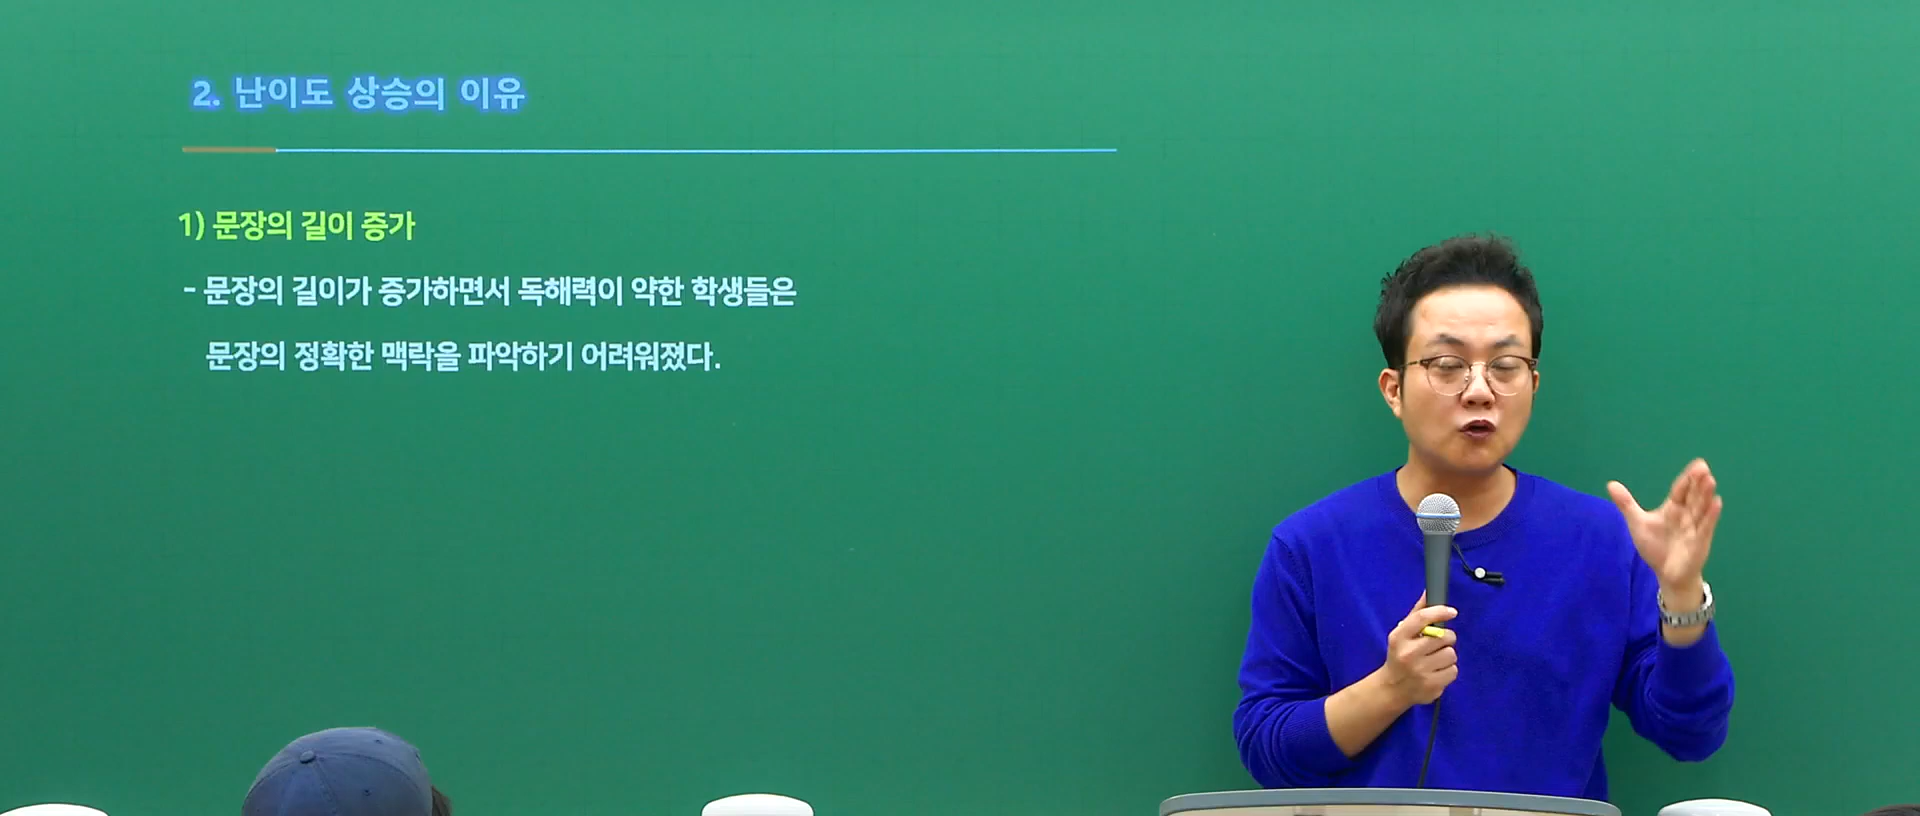 2. 난이도 상승의 이유
1) 문장의 길이 증가
- 문장의 길이가 증가하면서 독해력이 약한 학생들은
문장의 정확한 맥락을 파악하기 어려워졌다.